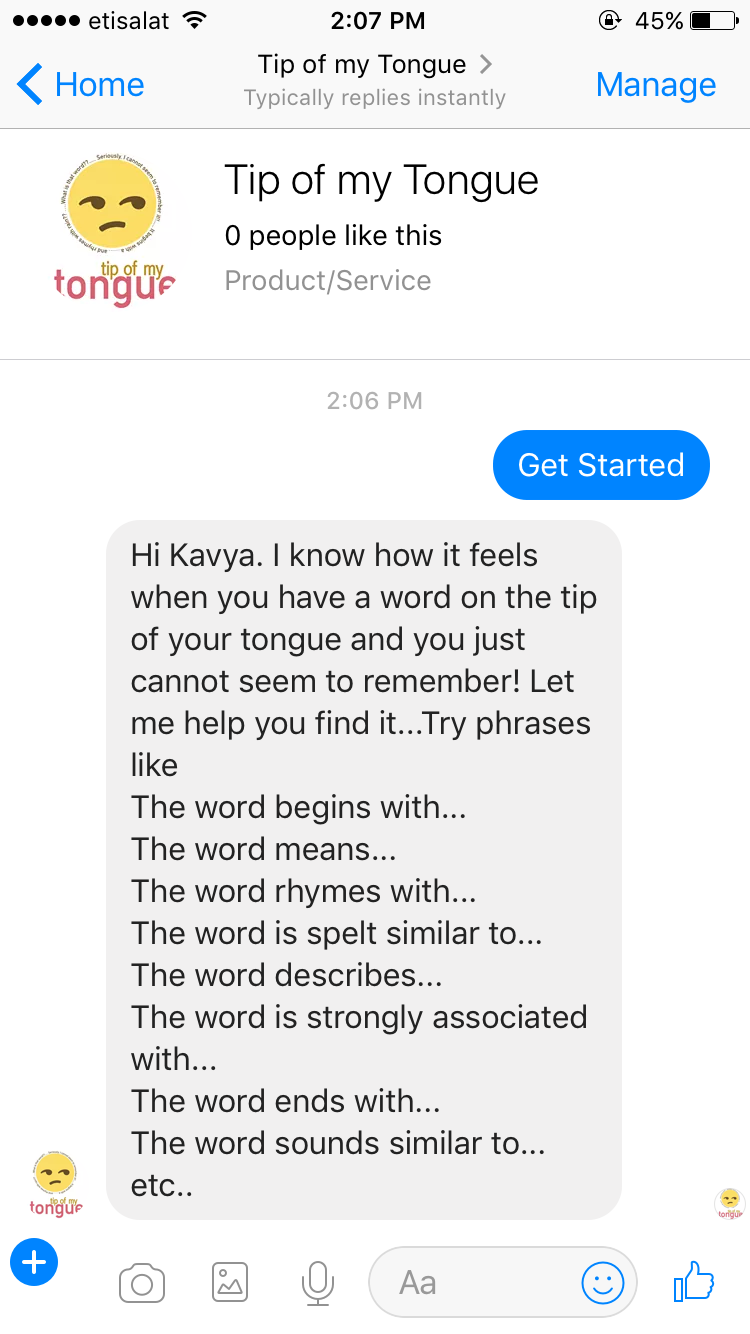 etisalat 2:07 PM 45%
Home Tip of my Tongue Manage
Typically replies instantly
What is that word?? ... Seriously, I cannot seem to remember
it begins with a
and rhymes with
tip of my
tongue
Tip of my Tongue
0 people like this
Product/Service
2:06 PM
Get Started
Hi Kavya. I know how it feels
when you have a word on the tip
of your tongue and you just
cannot seem to remember! Let
me help you find it...Try phrases
like
The word begins with...
The word means...
The word rhymes with...
The word is spelt similar to...
The word describes...
The word is strongly associated
with...
The word ends with...
The word sounds similar to...
etc..
tip of my
tongue
tongue
Aa